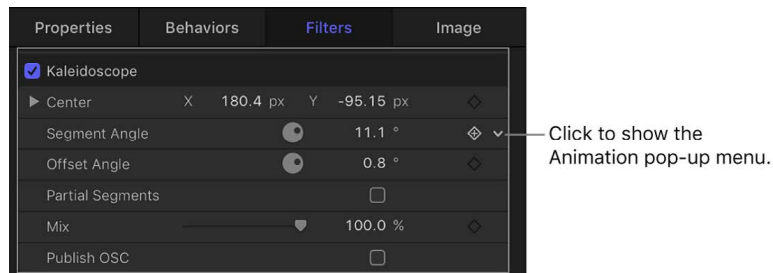 Properties Behaviors Filters Image
Kaleidoscope
Center X 180.4 px Y -95.15 px
Segment Angle 11.1 °
Offset Angle 0.8 °
Partial Segments
Mix 100.0 %
Publish OSC
Click to show the
Animation pop-up menu.